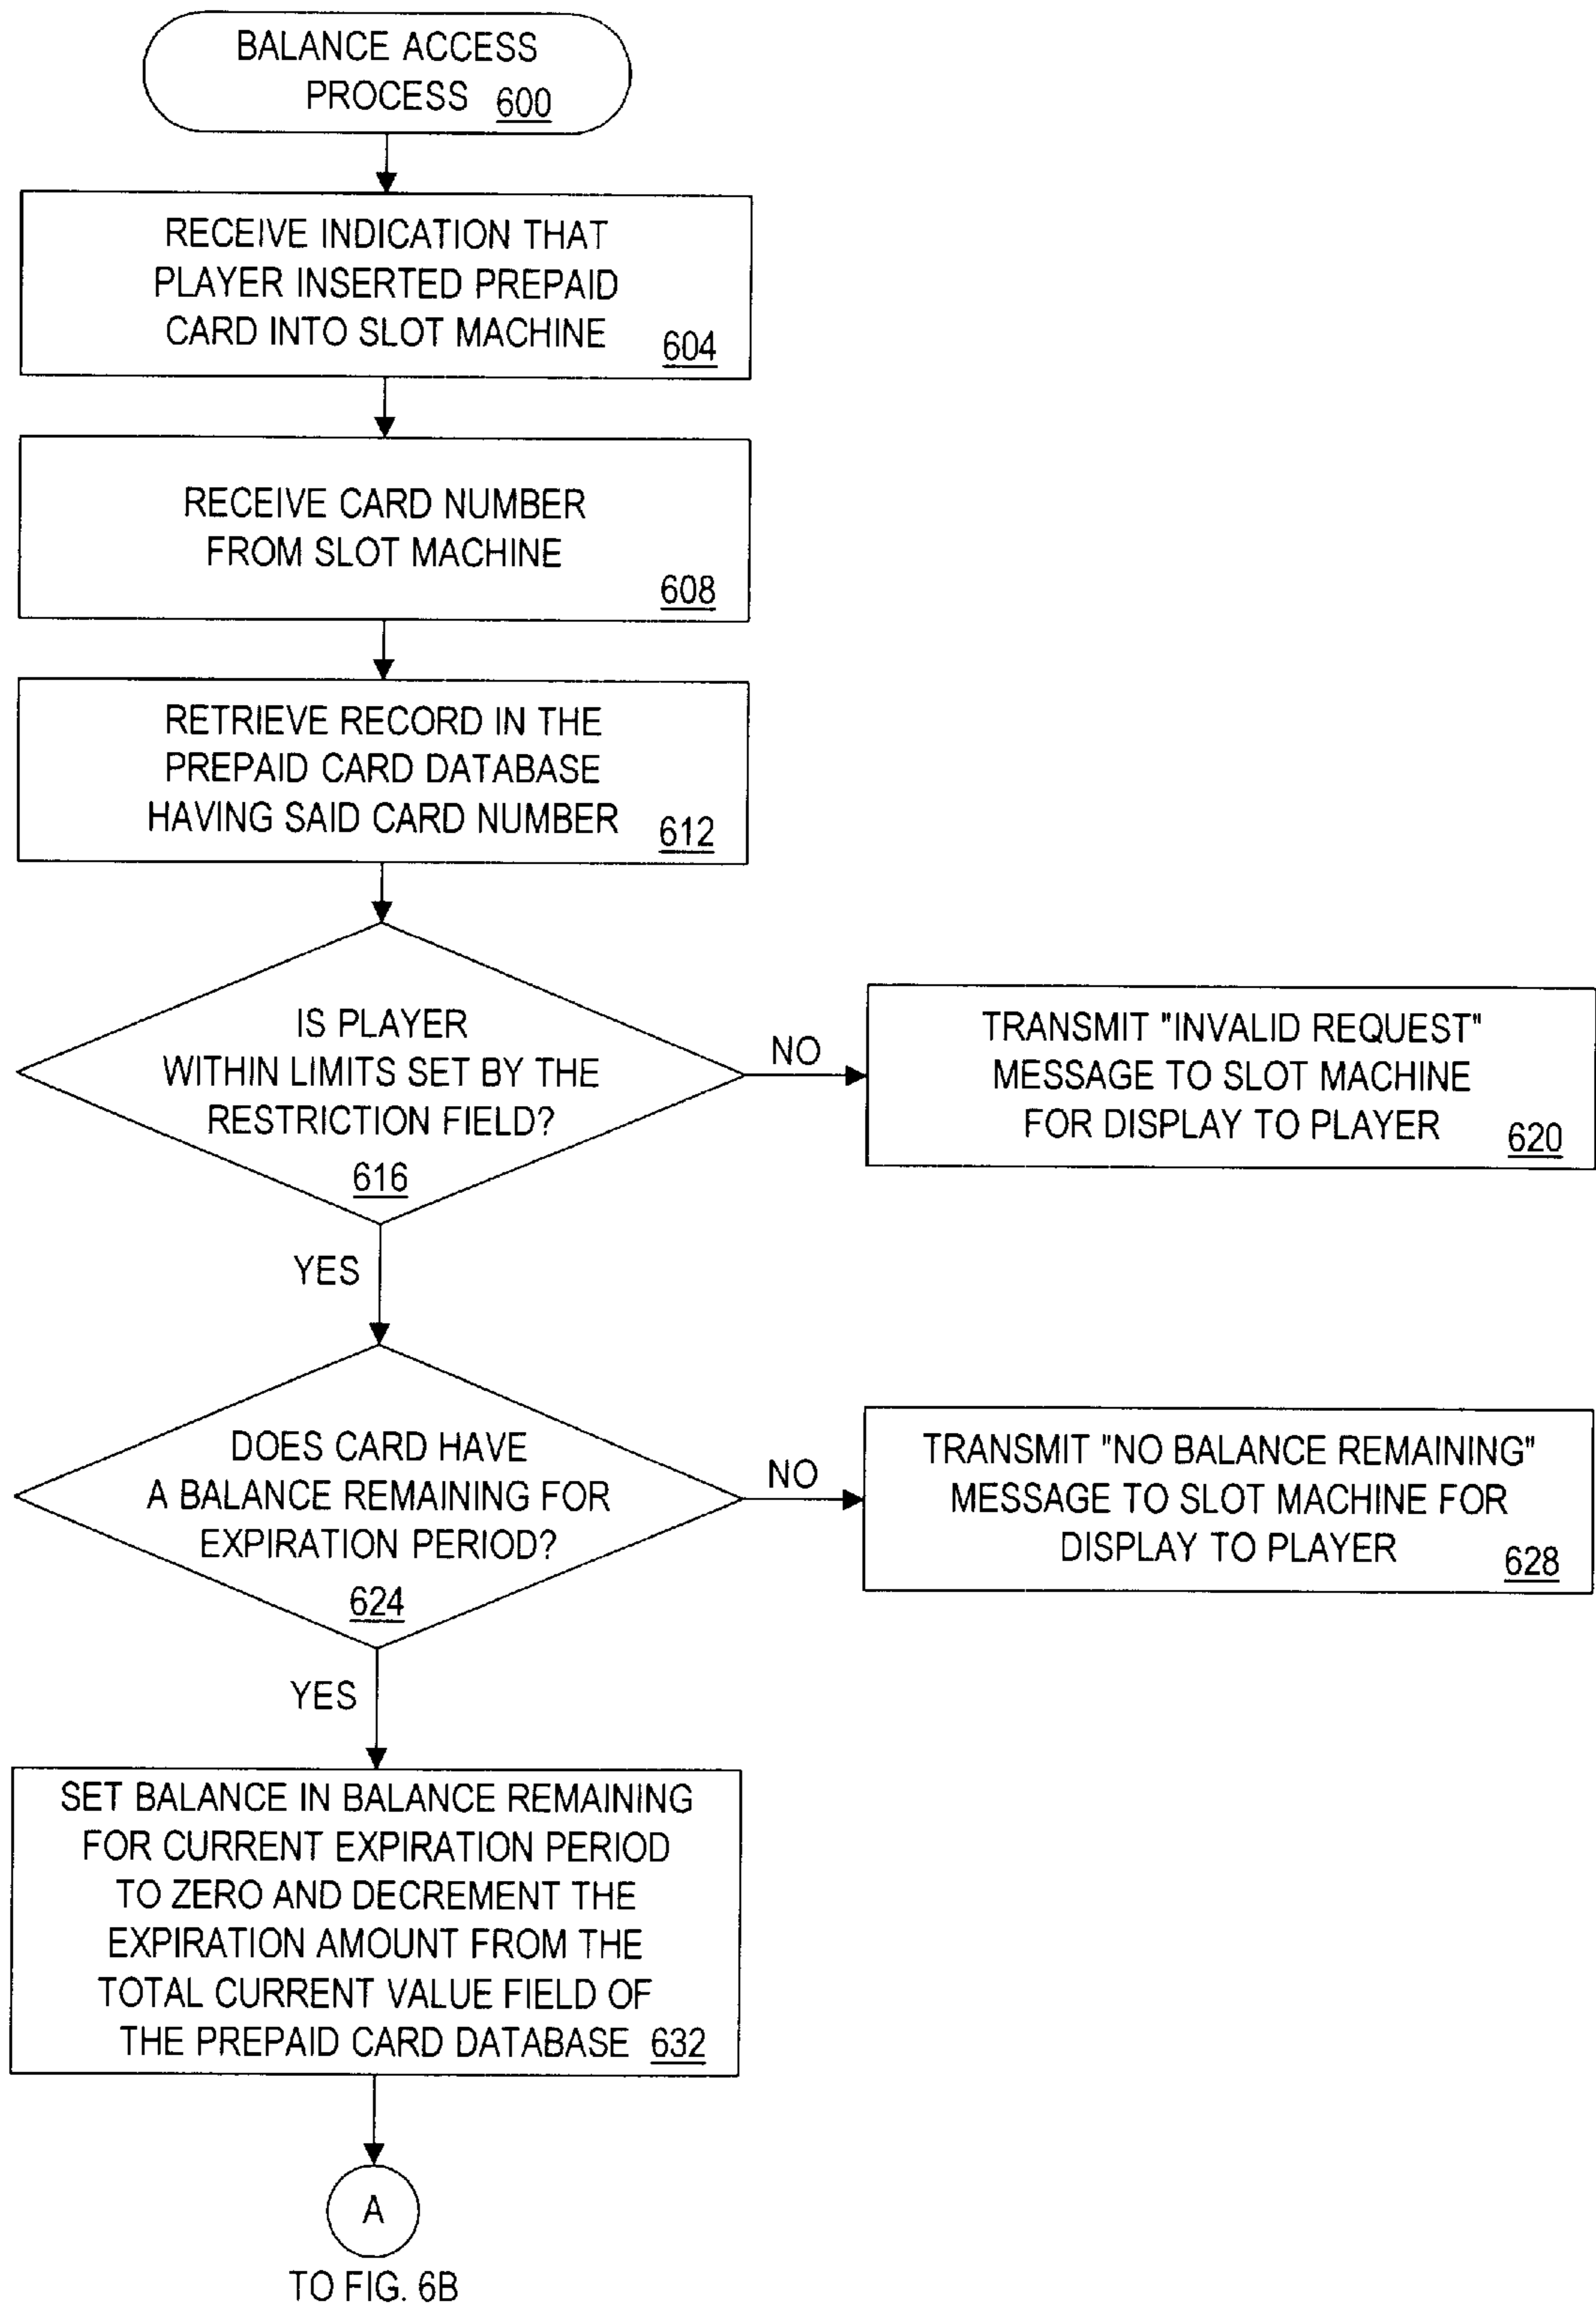 BALANCE ACCESS
PROCESS 600
RECEIVE INDICATION THAT
PLAYER INSERTED PREPAID
CARD INTO SLOT MACHINE
604
RECEIVE CARD NUMBER
FROM SLOT MACHINE
608
RETRIEVE RECORD IN THE
PREPAID CARD DATABASE
HAVING SAID CARD NUMBER
612
IS PLAYER
WITHIN LIMITS SET BY THE
RESTRICTION FIELD?
616
NO
TRANSMIT "INVALID REQUEST"
MESSAGE TO SLOT MACHINE
FOR DISPLAY TO PLAYER
620
YES
DOES CARD HAVE
A BALANCE REMAINING FOR
EXPIRATION PERIOD?
624
NO
TRANSMIT "NO BALANCE REMAINING"
MESSAGE TO SLOT MACHINE FOR
DISPLAY TO PLAYER
628
YES
SET BALANCE IN BALANCE REMAINING
FOR CURRENT EXPIRATION PERIOD
TO ZERO AND DECREMENT THE
EXPIRATION AMOUNT FROM THE
TOTAL CURRENT VALUE FIELD OF
THE PREPAID CARD DATABASE 632
A
TO FIG. 6B